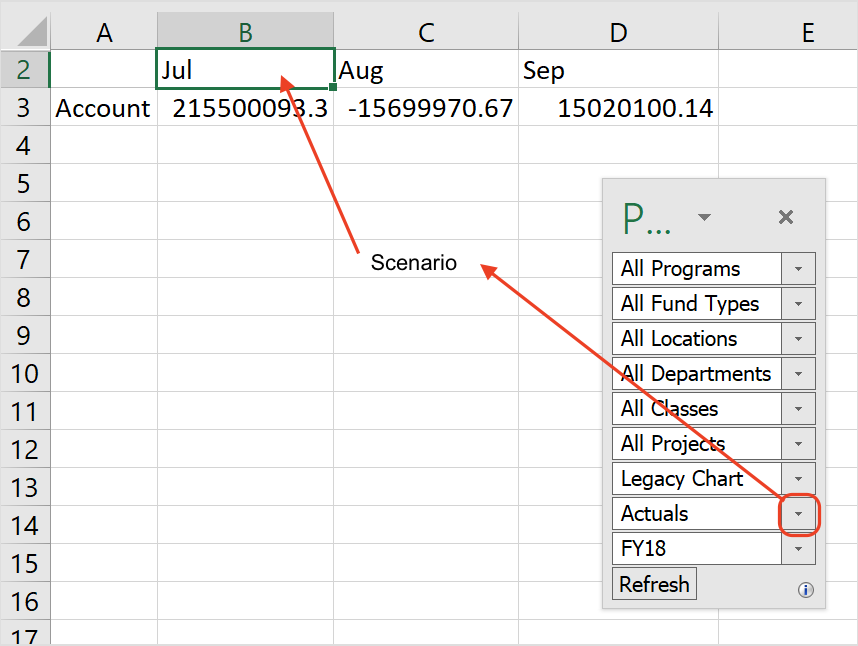 A B C D E
2 Jul Aug Sep
3 Account 215500093.3 -15699970.67 15020100.14
4
5
6 P...
7 Scenario All Programs
8 All Fund Types
9 All Locations
10 All Departments
11 All Classes
12 All Projects
13 Legacy Chart
14 Actuals
15 FY18
16 Refresh
17